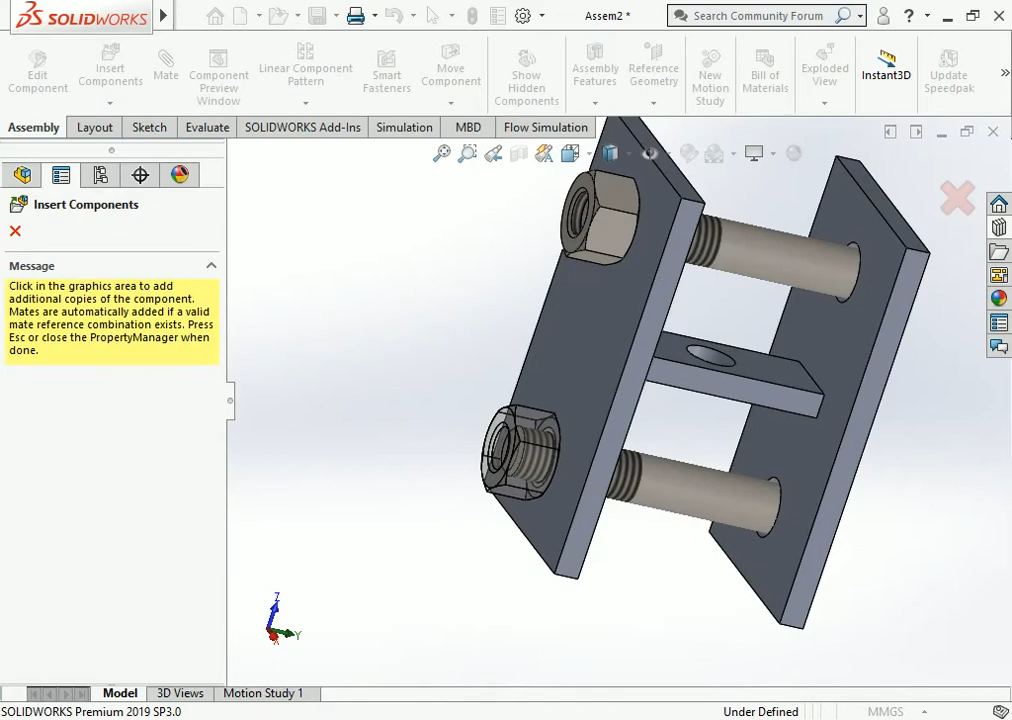 SOLIDWORKS
Assem2 *
Search Community Forum
?
Edit Component
Insert Components
Mate
Component Preview Window
Linear Component Pattern
Smart Fasteners
Move Component
Show Hidden Components
Assembly Features
Reference Geometry
New Motion Study
Bill of Materials
Exploded View
Instant3D
Update Speedpak
Assembly
Layout
Sketch
Evaluate
SOLIDWORKS Add-Ins
Simulation
MBD
Flow Simulation
Insert Components
Message
Click in the graphics area to add
additional copies of the component.
Mates are automatically added if a valid
mate reference combination exists. Press
Esc or close the PropertyManager when
done.
Z
Y
X
Model
3D Views
Motion Study 1
SOLIDWORKS Premium 2019 SP3.0
Under Defined
MMGS